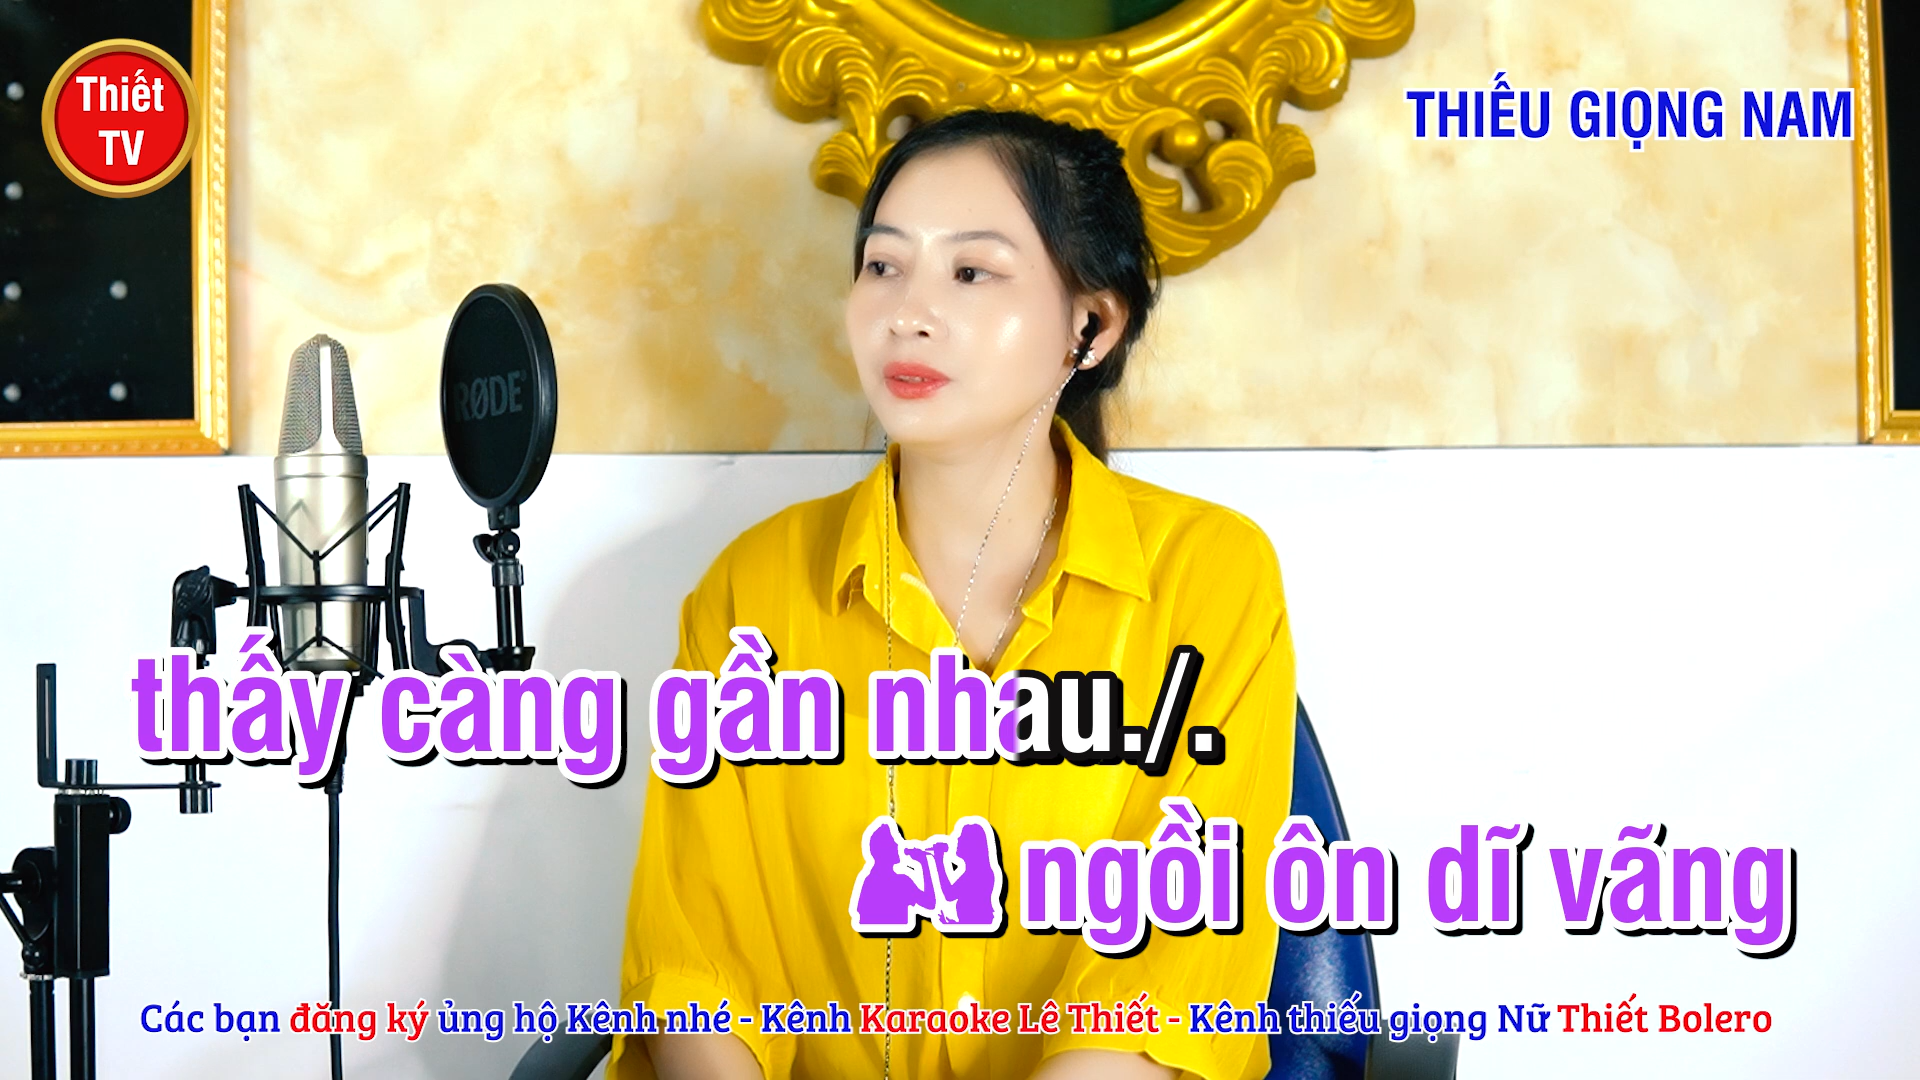 Thiết
TV
THIẾU GIỌNG NAM
RØDE
thấy càng gần nhau./.
ngồi ôn dĩ vãng
Các bạn đăng ký ủng hộ Kênh nhé - Kênh Karaoke Lê Thiết - Kênh thiếu giọng Nữ Thiết Bolero